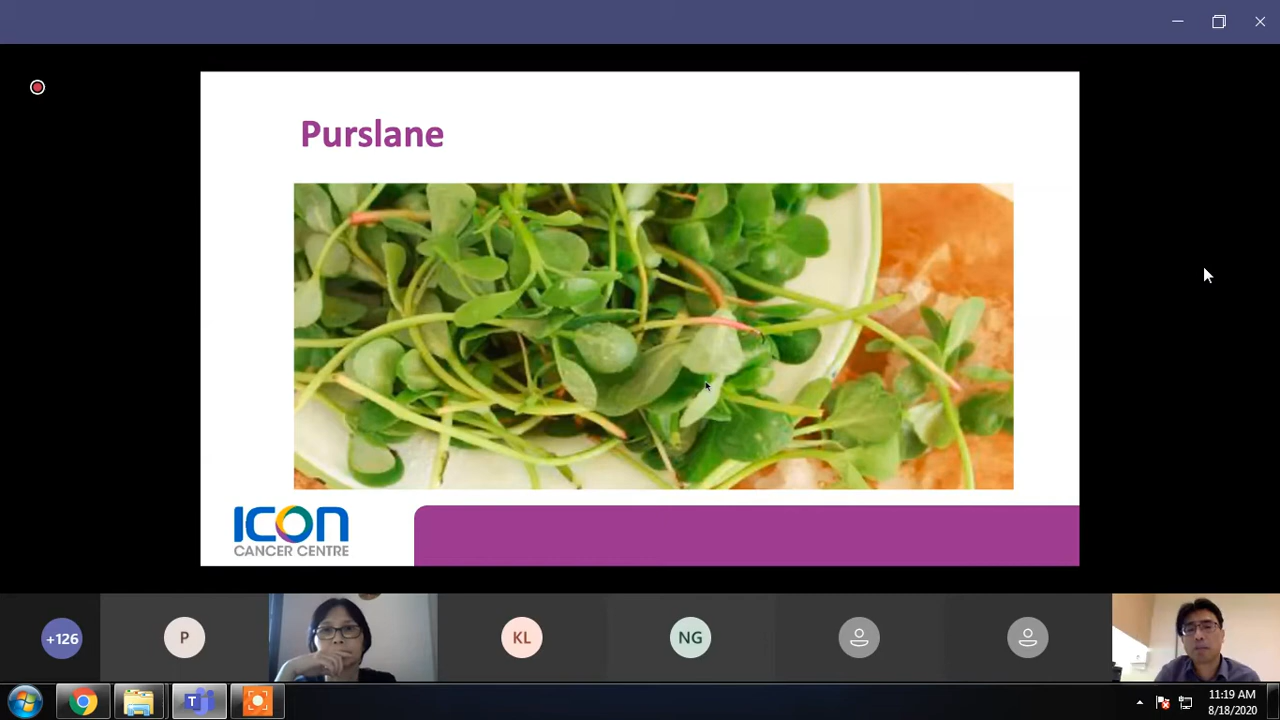 Purslane
ICON
CANCER CENTRE
+126
P
KL
NG
T
11:19 AM
8/18/2020